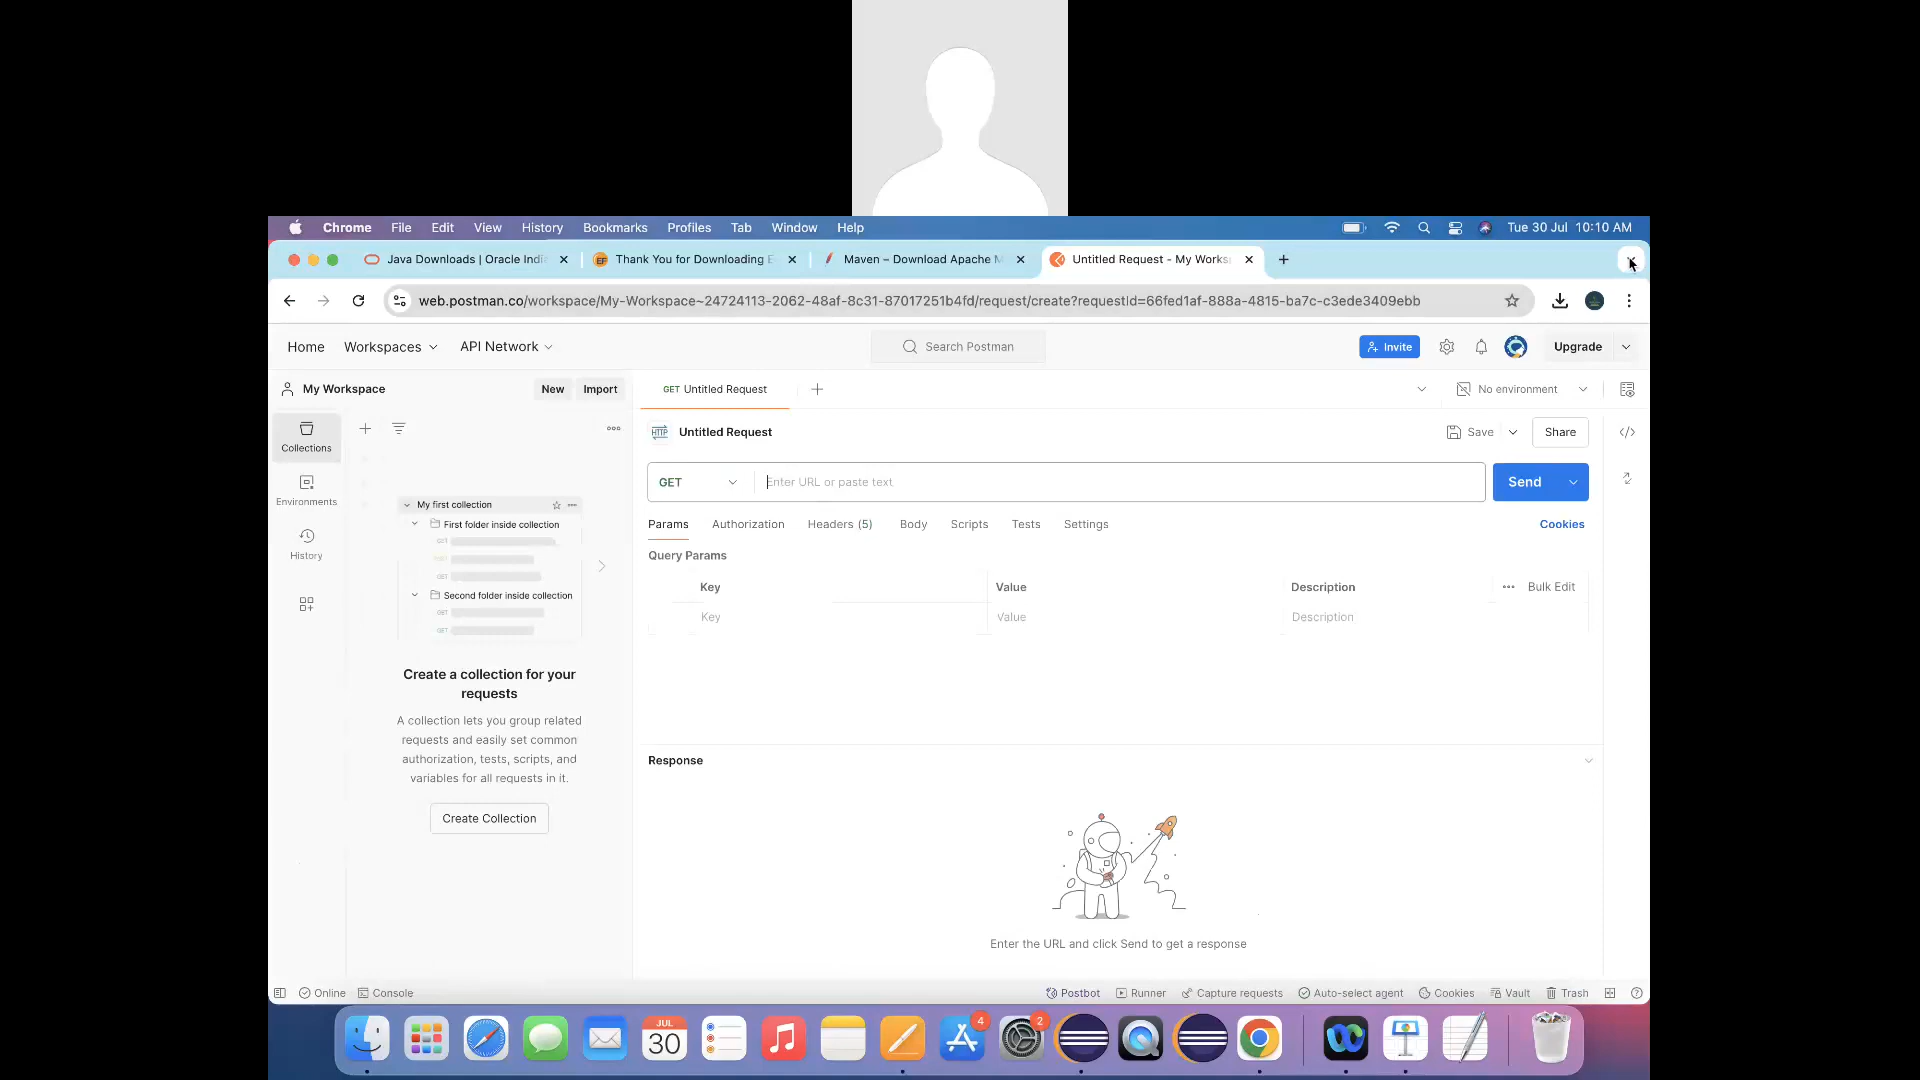 Chrome File Edit View History Bookmarks Profiles Tab Window Help Tue 30 Jul 10:10 AM
Java Downloads | Oracle Indi Thank You for Downloading E Maven – Download Apache M Untitled Request - My Works
web.postman.co/workspace/My-Workspace~24724113-2062-48af-8c31-87017251b4fd/request/create?requestId=66fed1af-888a-4815-ba7c-c3ede3409ebb
Home Workspaces API Network Search Postman Invite Upgrade
My Workspace New Import GET Untitled Request No environment
Collections
Environments
History
My first collection
First folder inside collection
GET
GET
Second folder inside collection
GET
GET
Create a collection for your
requests
A collection lets you group related
requests and easily set common
authorization, tests, scripts, and
variables for all requests in it.
Create Collection
HTTP Untitled Request Save Share
GET Enter URL or paste text Send
Params Authorization Headers (5) Body Scripts Tests Settings Cookies
Query Params
Key Value Description Bulk Edit
Key Value Description
Response
Enter the URL and click Send to get a response
Online Console Postbot Runner Capture requests Auto-select agent Cookies Vault Trash
JUL
30
4
2